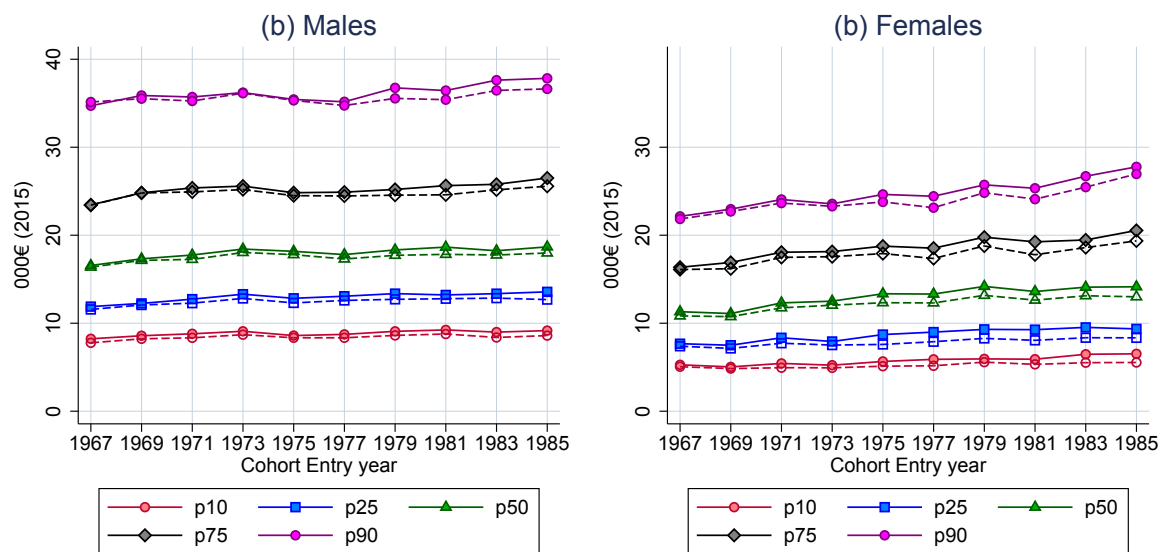 (b) Males
000€ (2015)
40
30
20
10
0
1967 1969 1971 1973 1975 1977 1979 1981 1983 1985
Cohort Entry year
p10 p25 p50
p75 p90
(b) Females
000€ (2015)
40
30
20
10
0
1967 1969 1971 1973 1975 1977 1979 1981 1983 1985
Cohort Entry year
p10 p25 p50
p75 p90